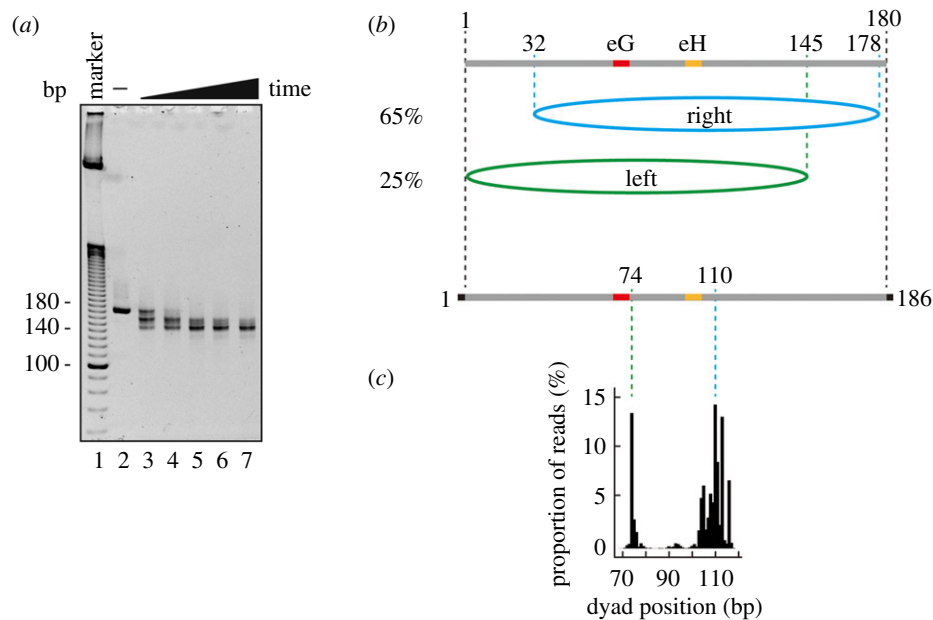 (a)
marker
bp
–
time
180 -
140 -
100 -
1 2 3 4 5 6 7
(b)
1
180
32 eG eH 145 178
65%
right
25%
left
74 110
1
186
(c)
proportion of reads (%)
15
10
5
0
70 90 110
dyad position (bp)